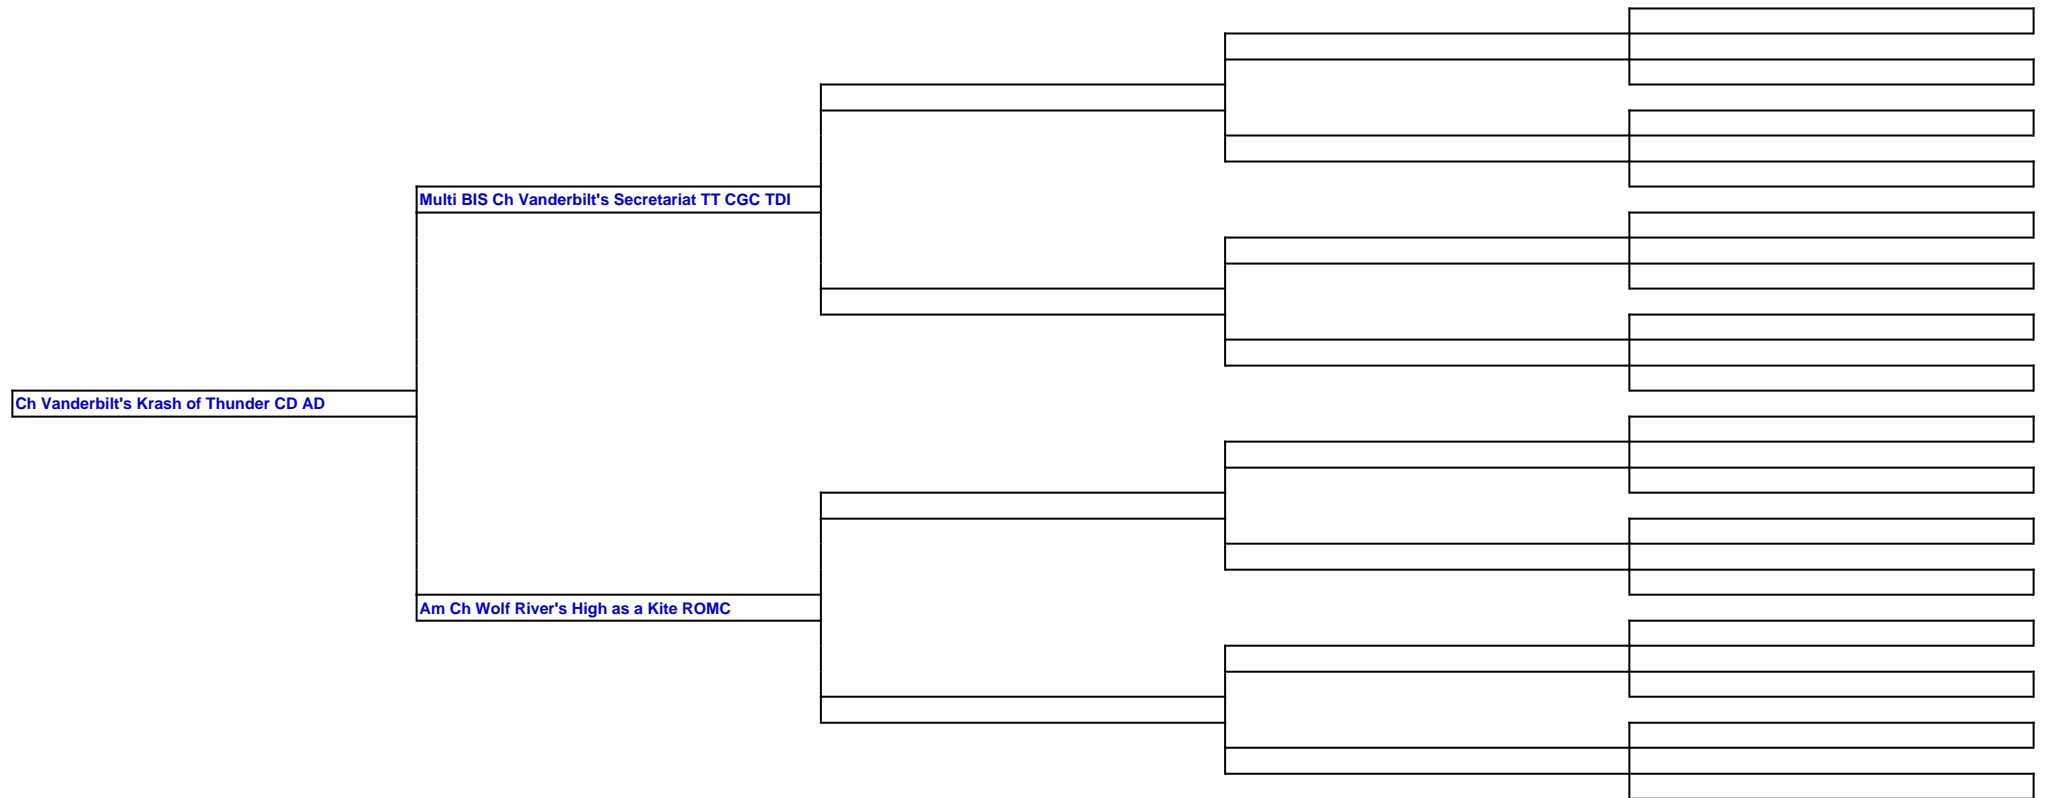 Multi BIS Ch Vanderbilt's Secretariat TT CGC TDI
Ch Vanderbilt's Krash of Thunder CD AD
Am Ch Wolf River's High as a Kite ROMC